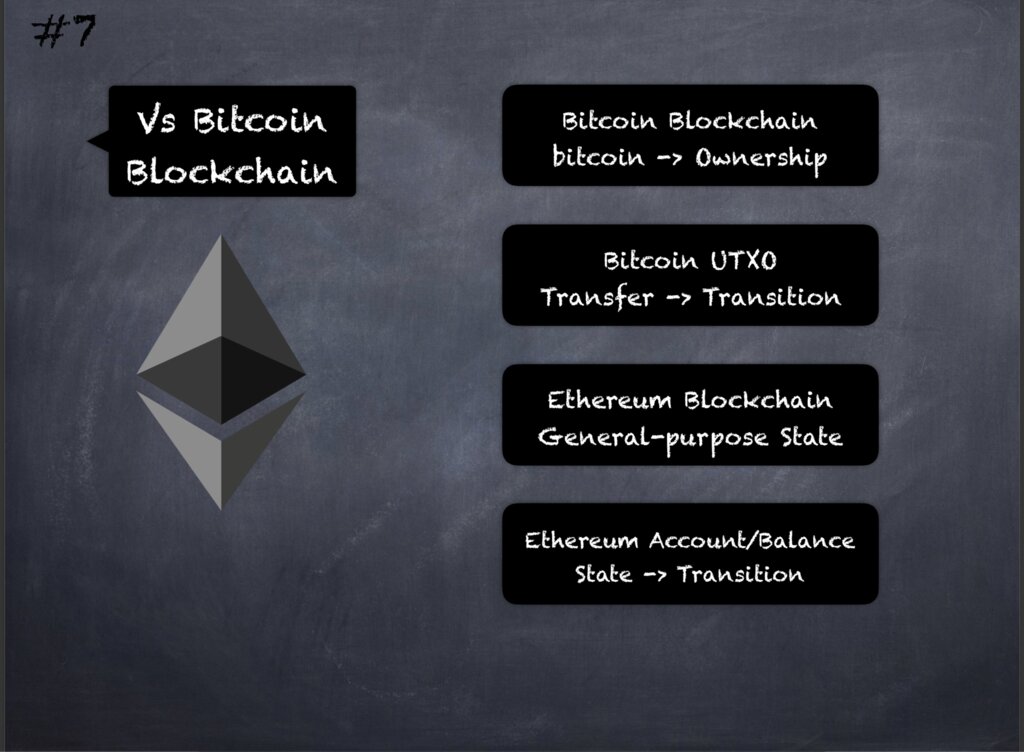 #7
Vs Bitcoin
Blockchain
Bitcoin Blockchain
bitcoin -> Ownership
Bitcoin UTXO
Transfer -> Transition
Ethereum Blockchain
General-purpose State
Ethereum Account/Balance
State -> Transition